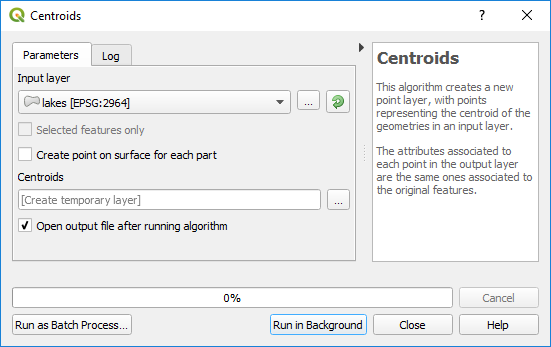 Centroids
?
Parameters
Log
Input layer
lakes [EPSG:2964]
...
Selected features only
Create point on surface for each part
Centroids
[Create temporary layer]
...
Open output file after running algorithm
Centroids
This algorithm creates a new
point layer, with points
representing the centroid of the
geometries in an input layer.
The attributes associated to
each point in the output layer
are the same ones associated to
the original features.
0%
Cancel
Run as Batch Process...
Run in Background
Close
Help